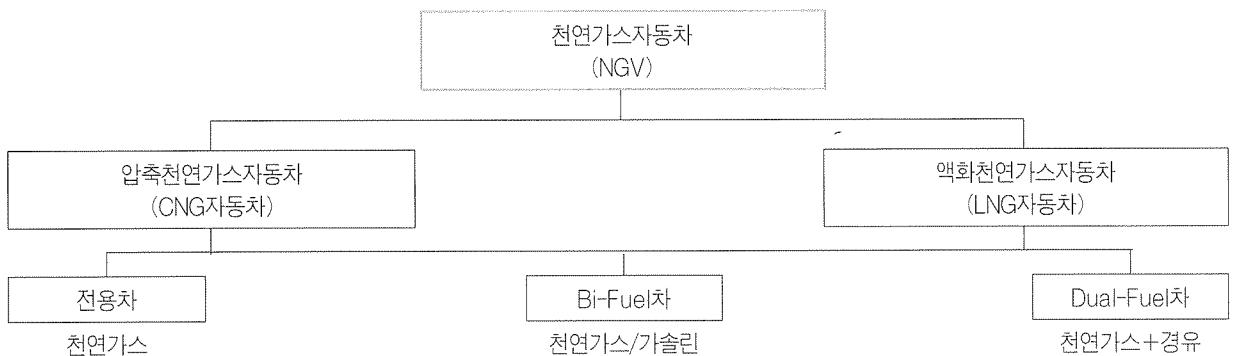 천연가스자동차
(NGV)
압축천연가스자동차
(CNG자동차)
액화천연가스자동차
(LNG자동차)
전용차
Bi-Fuel차
Dual-Fuel차
천연가스
천연가스/가솔린
천연가스+경유